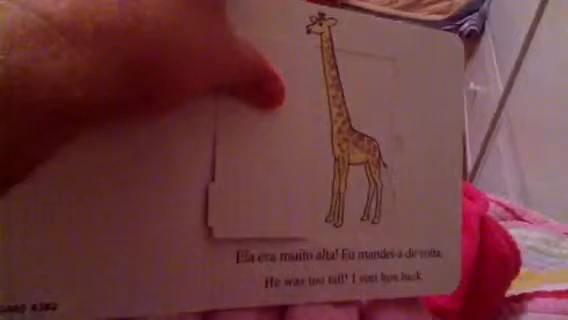 Ela era muito alta! Eu mandei-a de volta.
He was too tall! I sent him back.